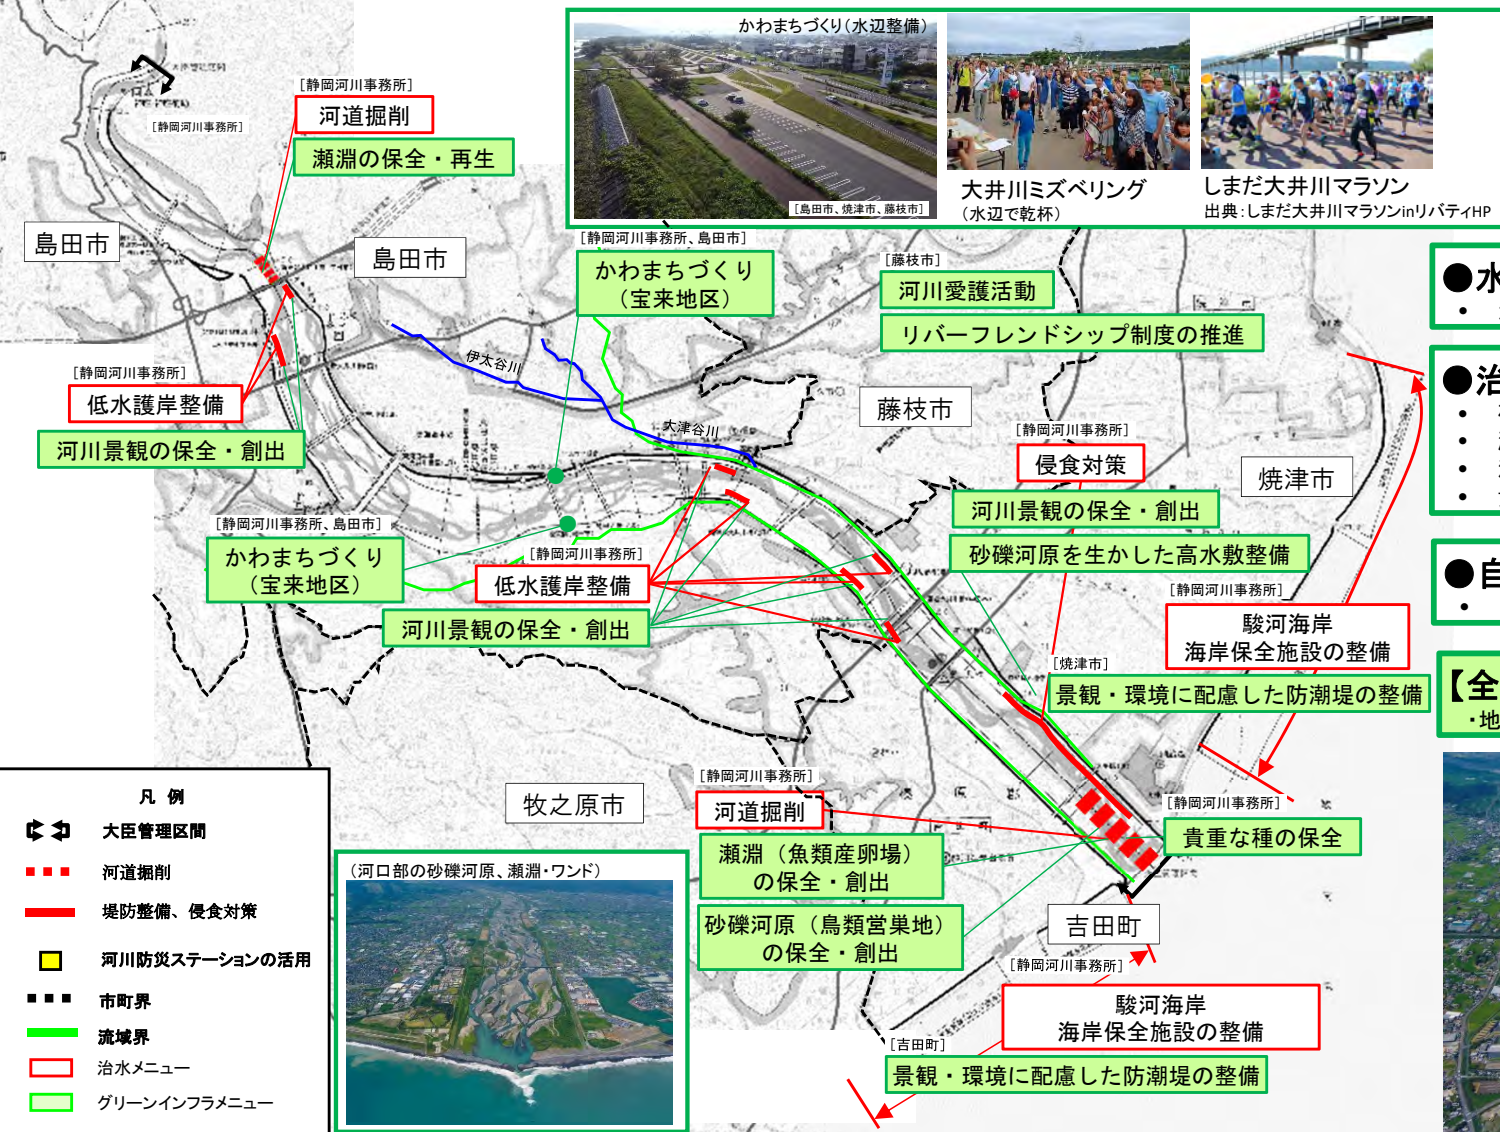 かわまちづくり(水辺整備)
[島田市、焼津市、藤枝市]
大井川ミズベリング
(水辺で乾杯)
しまだ大井川マラソン
出典:しまだ大井川マラソンinリバティHP
[静岡河川事務所]
河道掘削
瀬淵の保全・再生
[静岡河川事務所]
島田市
島田市
[静岡河川事務所、島田市]
かわまちづくり
(宝来地区)
[藤枝市]
河川愛護活動
リバーフレンドシップ制度の推進
●水
●治
●自
【全
・地
伊太谷川
大津谷川
[静岡河川事務所]
低水護岸整備
河川景観の保全・創出
藤枝市
[静岡河川事務所]
侵食対策
河川景観の保全・創出
砂礫河原を生かした高水敷整備
焼津市
[静岡河川事務所、島田市]
かわまちづくり
(宝来地区)
[静岡河川事務所]
低水護岸整備
河川景観の保全・創出
[静岡河川事務所]
駿河海岸
海岸保全施設の整備
[焼津市]
景観・環境に配慮した防潮堤の整備
牧之原市
[静岡河川事務所]
河道掘削
瀬淵(魚類産卵場)
の保全・創出
砂礫河原(鳥類営巣地)
の保全・創出
[静岡河川事務所]
貴重な種の保全
吉田町
[静岡河川事務所]
駿河海岸
海岸保全施設の整備
[吉田町]
景観・環境に配慮した防潮堤の整備
(河口部の砂礫河原、瀬淵・ワンド)
凡 例
大臣管理区間
河道掘削
堤防整備、侵食対策
河川防災ステーションの活用
市町界
流域界
治水メニュー
グリーンインフラメニュー